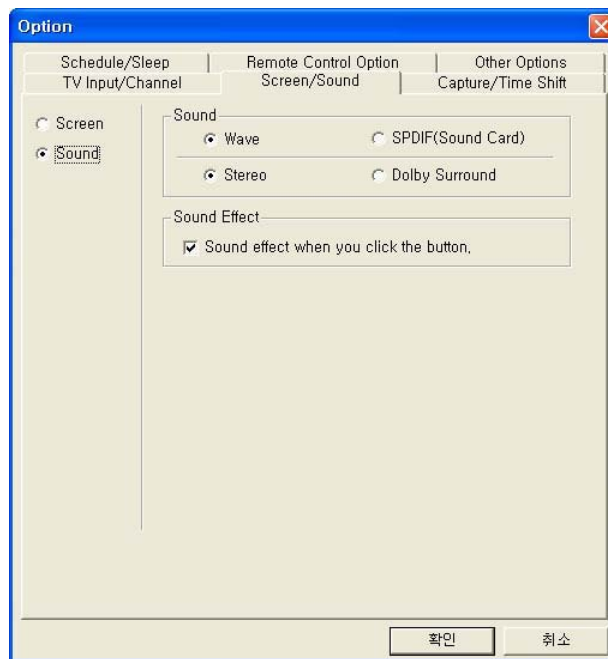 Option
Schedule/Sleep Remote Control Option Other Options
TV Input/Channel Screen/Sound Capture/Time Shift
Screen
Sound
Sound
Wave SPDIF(Sound Card)
Stereo Dolby Surround
Sound Effect
Sound effect when you click the button,
확인 취소